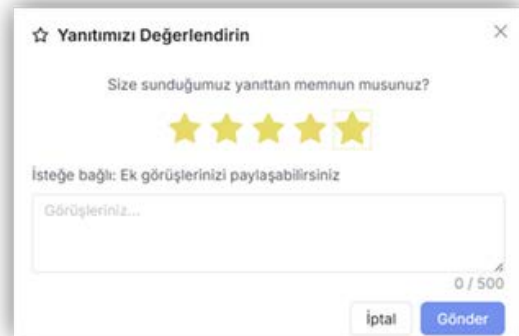 Yanıtımızı Değerlendirin
Size sunduğumuz yanıttan memnun musunuz?
İsteğe bağlı: Ek görüşlerinizi paylaşabilirsiniz
Görüşleriniz...
0 / 500
İptal
Gönder